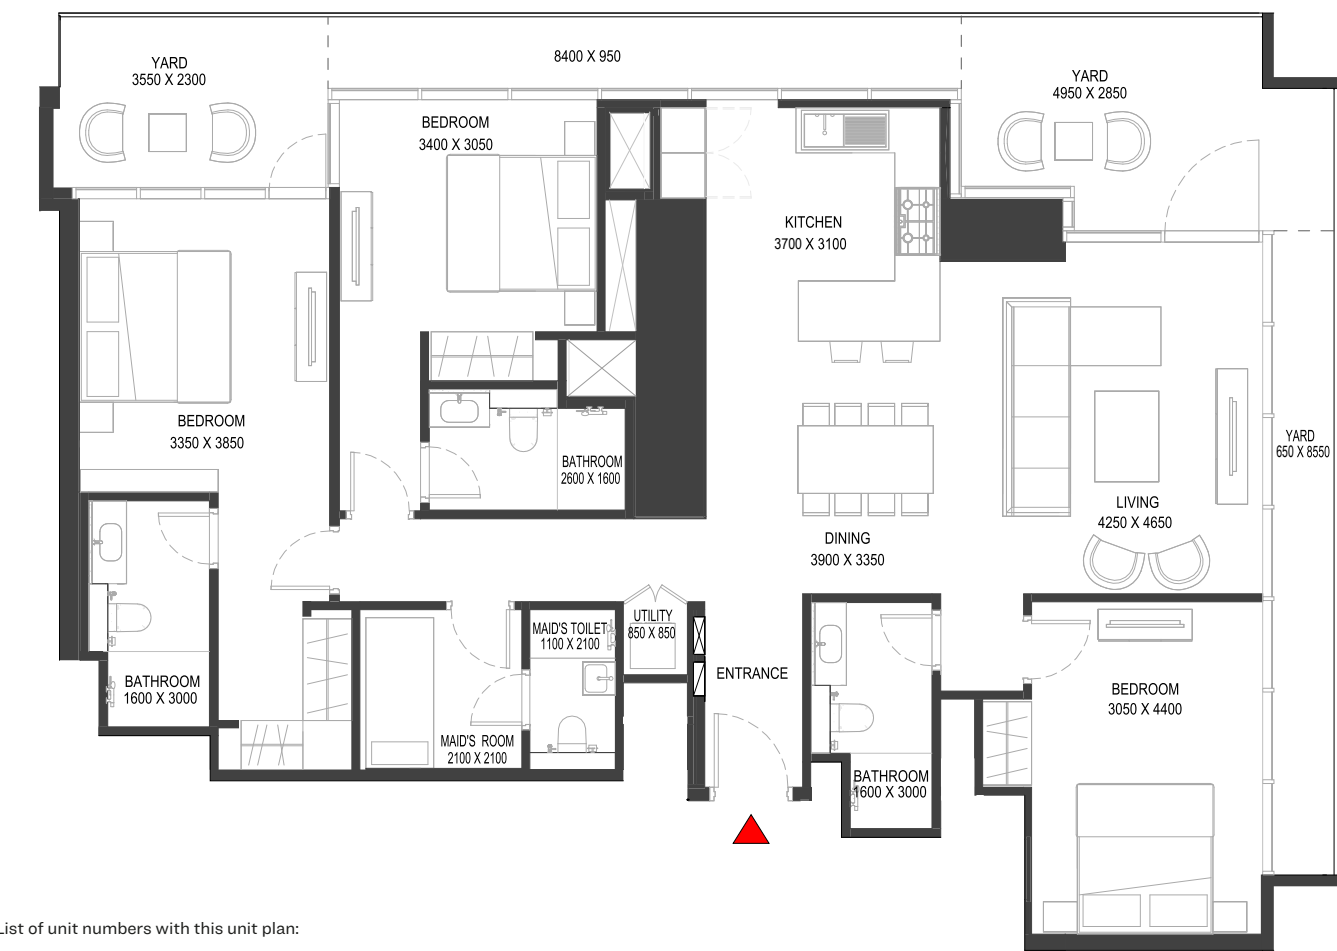 YARD
3550 X 2300
8400 X 950
YARD
4950 X 2850
BEDROOM
3400 X 3050
KITCHEN
3700 X 3100
BEDROOM
3350 X 3850
BATHROOM
2600 X 1600
YARD
650 X 8550
LIVING
4250 X 4650
DINING
3900 X 3350
UTILITY
850 X 850
MAID'S TOILET
1100 X 2100
ENTRANCE
BATHROOM
1600 X 3000
BEDROOM
3050 X 4400
MAID'S ROOM
2100 X 2100
BATHROOM
1600 X 3000
List of unit numbers with this unit plan: